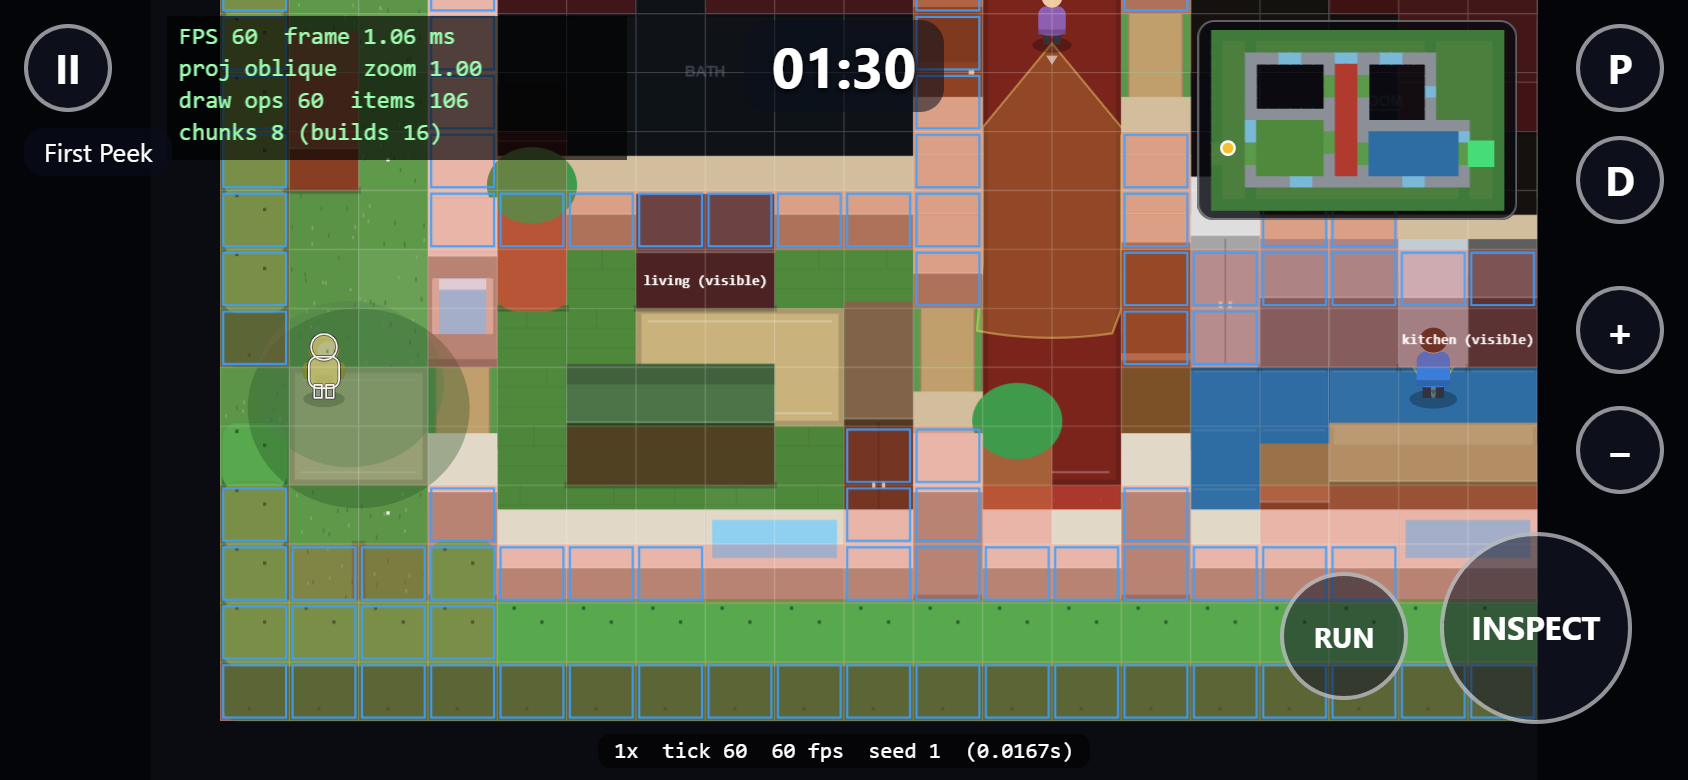 FPS 60  frame 1.06 ms
proj oblique  zoom 1.00
draw ops 60  items 106
chunks 8 (builds 16)
First Peek
BATH
01:30
P
D
+
–
living (visible)
kitchen (visible)
RUN
INSPECT
1x  tick 60  60 fps  seed 1  (0.0167s)